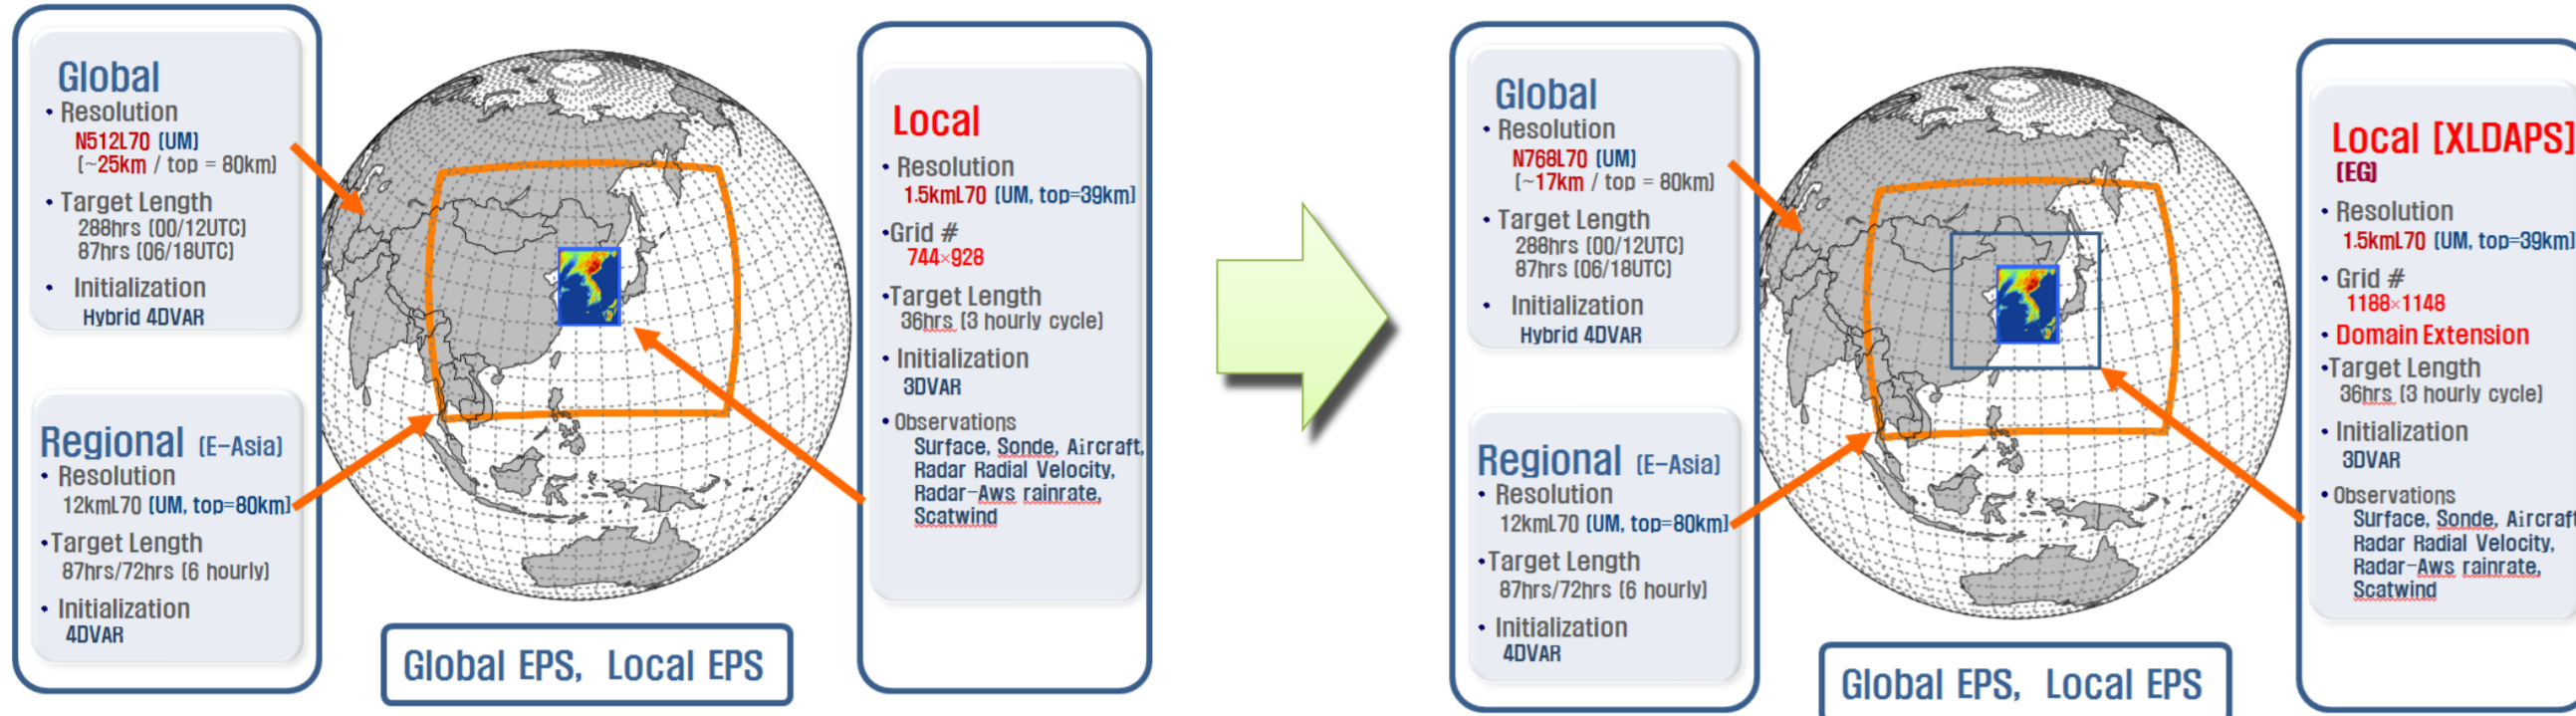 Global
• Resolution
N512L70 (UM)
(~25km / top = 80km)
• Target Length
288hrs (00/12UTC)
87hrs (06/18UTC)
• Initialization
Hybrid 4DVAR
Regional (E-Asia)
• Resolution
12kmL70 (UM, top=80km)
•Target Length
87hrs/72hrs (6 hourly)
• Initialization
4DVAR
Global EPS, Local EPS
Local
• Resolution
1.5kmL70 (UM, top=39km)
•Grid #
744×928
•Target Length
36hrs (3 hourly cycle)
• Initialization
3DVAR
• Observations
Surface, Sonde, Aircraft,
Radar Radial Velocity,
Radar-Aws rainrate,
Scatwind
Global
• Resolution
N768L70 (UM)
(~17km / top = 80km)
• Target Length
288hrs (00/12UTC)
87hrs (06/18UTC)
• Initialization
Hybrid 4DVAR
Regional (E-Asia)
• Resolution
12kmL70 (UM, top=80km)
•Target Length
87hrs/72hrs (6 hourly)
• Initialization
4DVAR
Global EPS, Local EPS
Local (XLDAPS)
(EG)
• Resolution
1.5kmL70 (UM, top=39km)
• Grid #
1188×1148
• Domain Extension
•Target Length
36hrs (3 hourly cycle)
• Initialization
3DVAR
• Observations
Surface, Sonde, Aircraft
Radar Radial Velocity,
Radar-Aws rainrate,
Scatwind